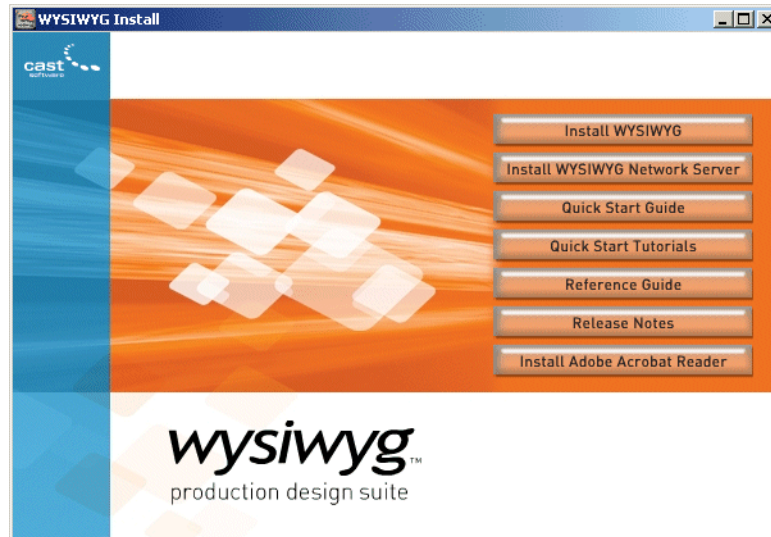 WYSIWYG Install
cast
software
Install WYSIWYG
Install WYSIWYG Network Server
Quick Start Guide
Quick Start Tutorials
Reference Guide
Release Notes
Install Adobe Acrobat Reader
wysiwyg™
production design suite